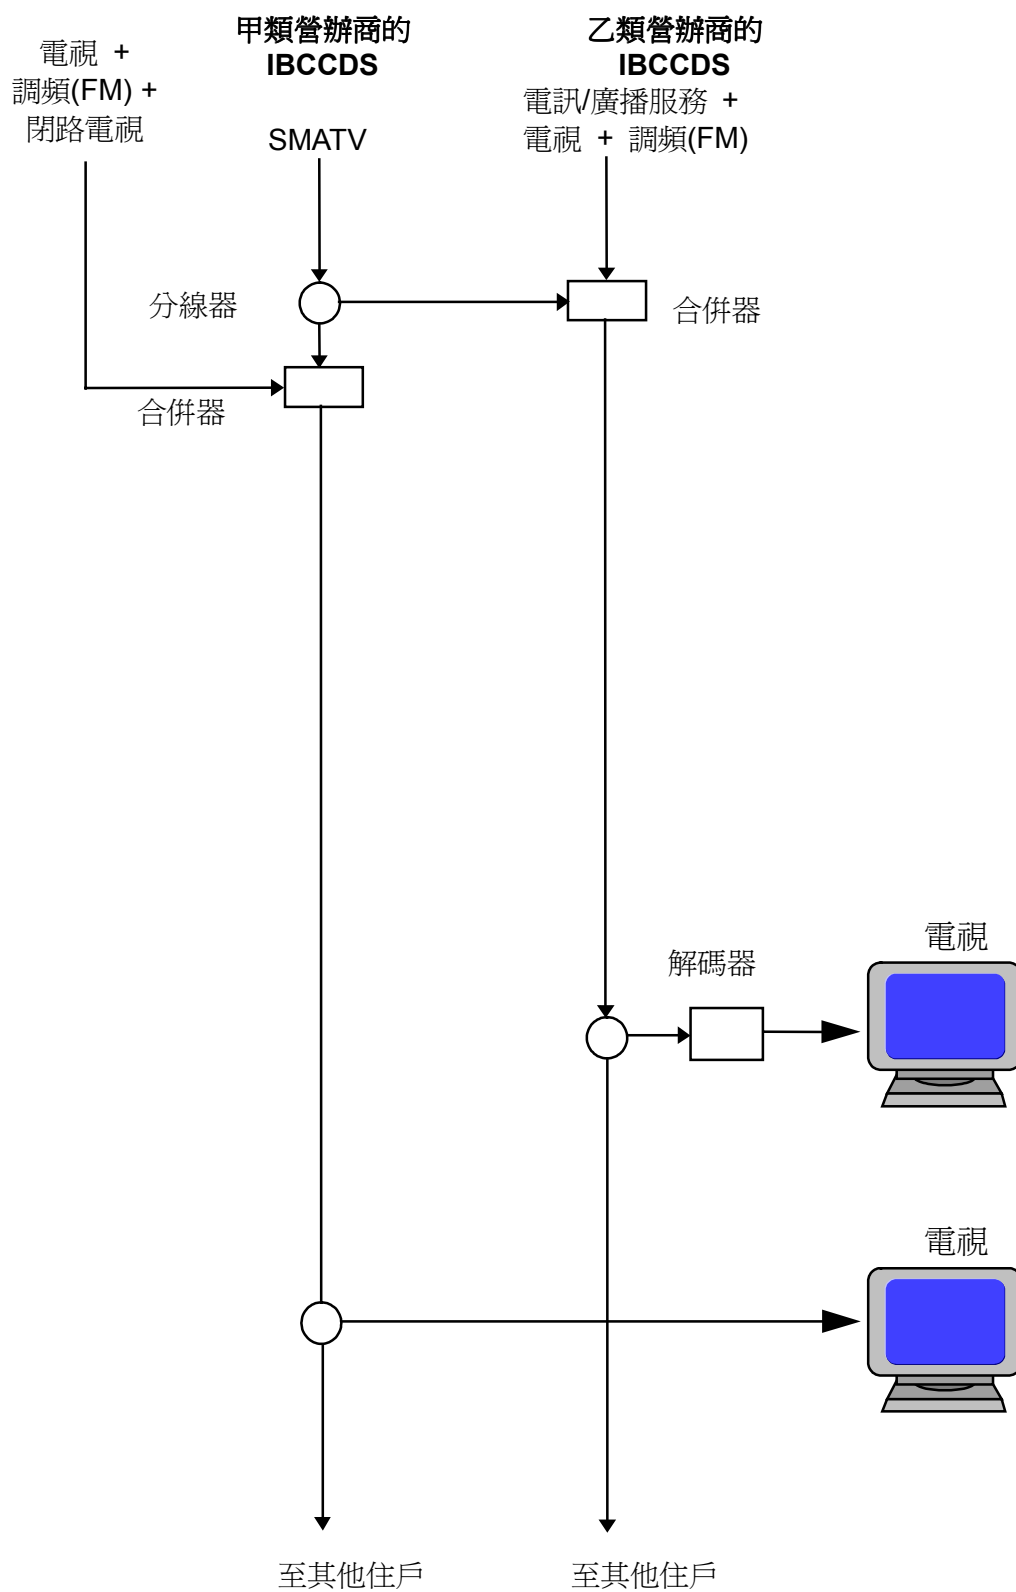 電視 +
調頻(FM) +
閉路電視
甲類營辦商的
IBCCDS
SMATV
乙類營辦商的
IBCCDS
電訊/廣播服務 +
電視 + 調頻(FM)
分線器
合併器
合併器
解碼器
電視
電視
至其他住戶
至其他住戶